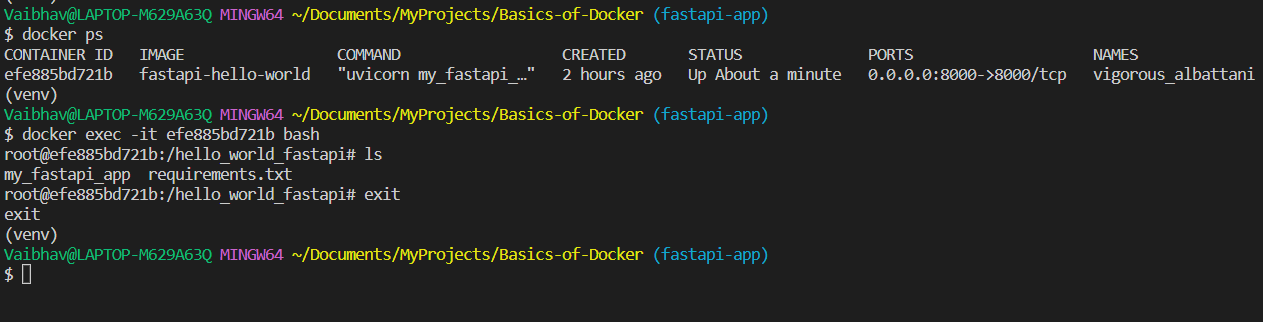 (venv)
Vaibhav@LAPTOP-M629A63Q MINGW64 ~/Documents/MyProjects/Basics-of-Docker (fastapi-app)
$ docker ps
CONTAINER ID   IMAGE                 COMMAND                  CREATED       STATUS              PORTS                    NAMES
efe885bd721b   fastapi-hello-world   "uvicorn my_fastapi_…"   2 hours ago   Up About a minute   0.0.0.0:8000->8000/tcp   vigorous_albattani
(venv)
Vaibhav@LAPTOP-M629A63Q MINGW64 ~/Documents/MyProjects/Basics-of-Docker (fastapi-app)
$ docker exec -it efe885bd721b bash
root@efe885bd721b:/hello_world_fastapi# ls
my_fastapi_app  requirements.txt
root@efe885bd721b:/hello_world_fastapi# exit
exit
(venv)
Vaibhav@LAPTOP-M629A63Q MINGW64 ~/Documents/MyProjects/Basics-of-Docker (fastapi-app)
$